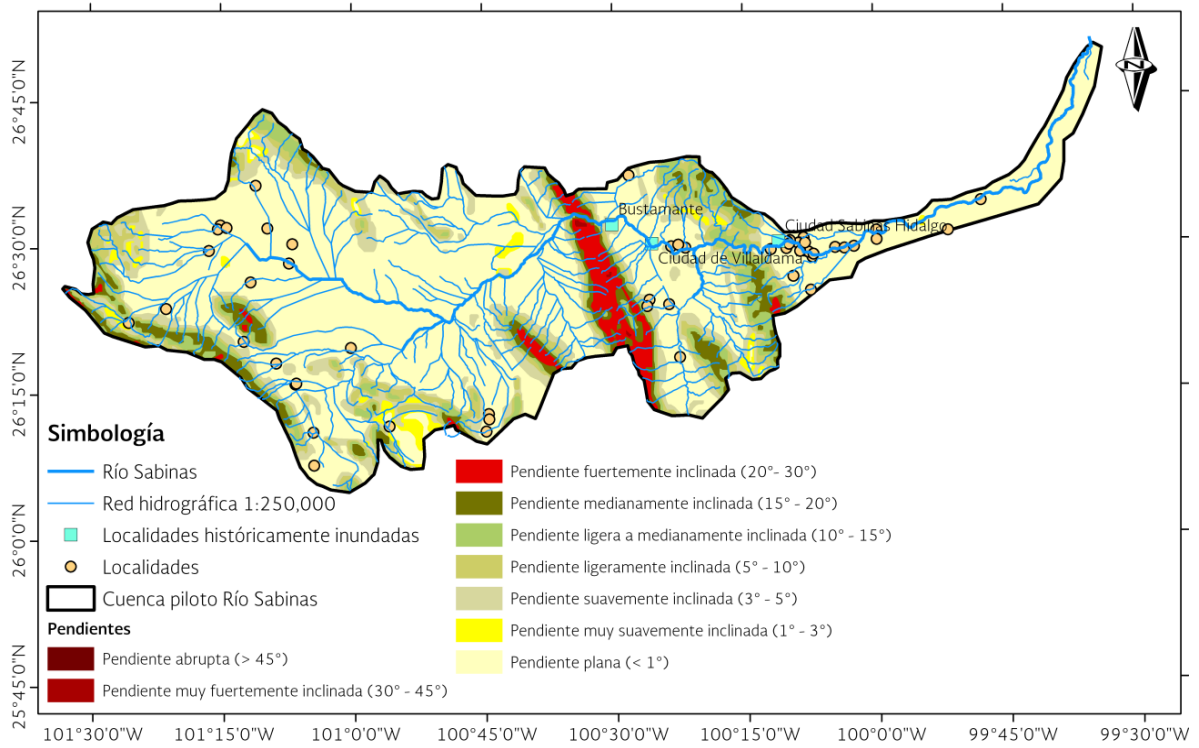 26°45'0"N
26°30'0"N
26°15'0"N
26°0'0"N
25°45'0"N
N
Bustamante
Ciudad Sabinas Hidalgo
Ciudad de Villaldama
Simbología
Río Sabinas
Red hidrográfica 1:250,000
Localidades históricamente inundadas
Localidades
Cuenca piloto Río Sabinas
Pendientes
Pendiente abrupta (> 45°)
Pendiente muy fuertemente inclinada (30° - 45°)
Pendiente fuertemente inclinada (20°- 30°)
Pendiente medianamente inclinada (15° - 20°)
Pendiente ligera a medianamente inclinada (10° - 15°)
Pendiente ligeramente inclinada (5° - 10°)
Pendiente suavemente inclinada (3° - 5°)
Pendiente muy suavemente inclinada (1° - 3°)
Pendiente plana (< 1°)
101°30'0"W 101°15'0"W 101°0'0"W 100°45'0"W 100°30'0"W 100°15'0"W 100°0'0"W 99°45'0"W 99°30'0"W